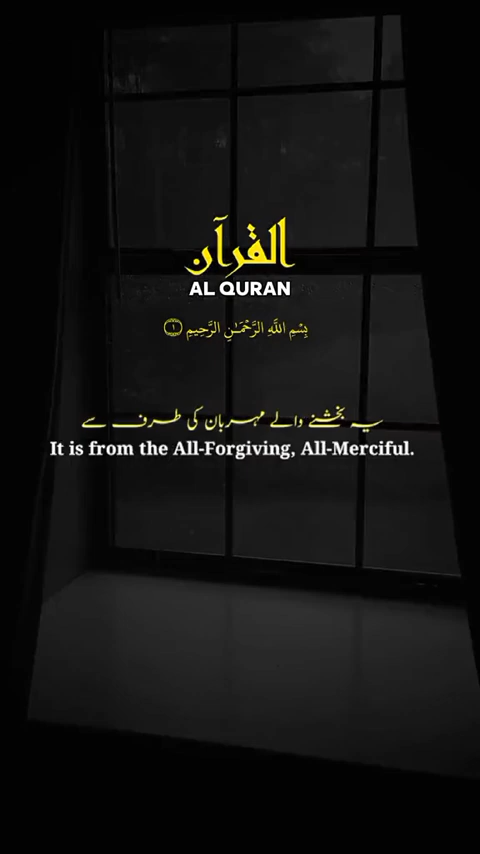 القرآن
AL QURAN
بِسْمِ اللَّهِ الرَّحْمَٰنِ الرَّحِيمِ ۝١
یہ بخشنے والے مہربان کی طرف سے
It is from the All-Forgiving, All-Merciful.